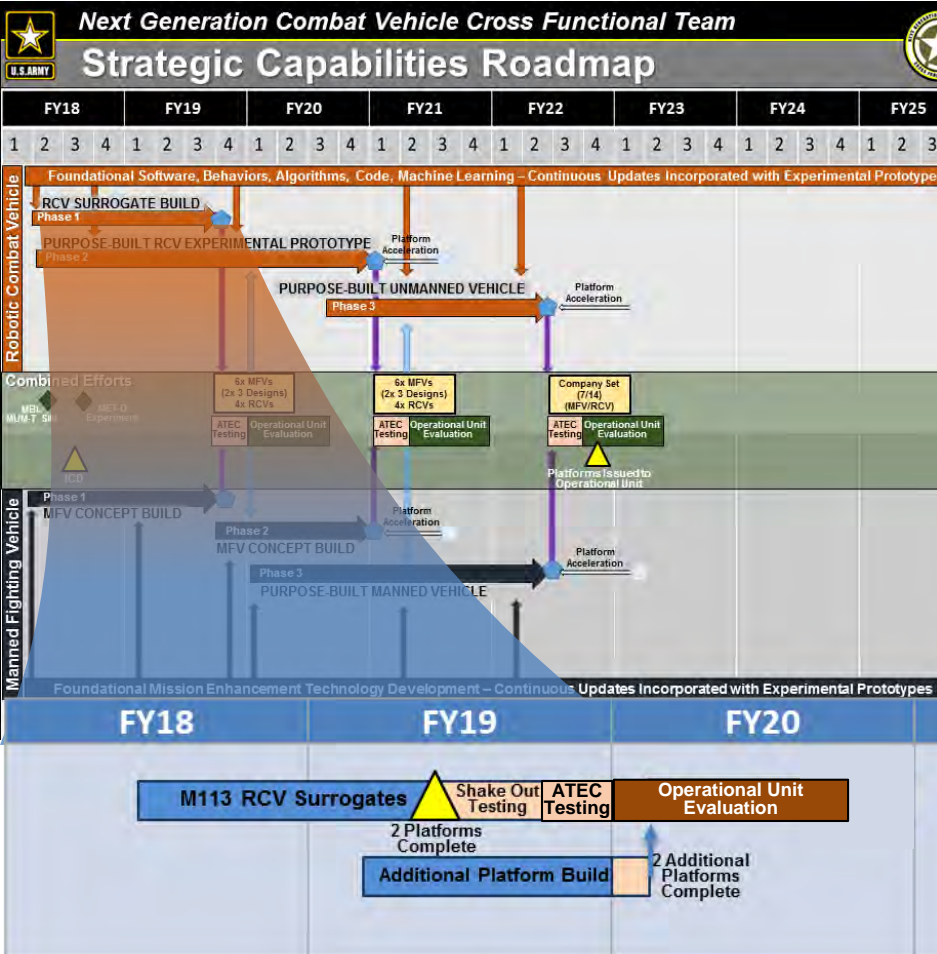 Next Generation Combat Vehicle Cross Functional Team
U.S.ARMY
Strategic Capabilities Roadmap
FY18 FY19 FY20 FY21 FY22 FY23 FY24 FY25
1 2 3 4 1 2 3 4 1 2 3 4 1 2 3 4 1 2 3 4 1 2 3 4 1 2 3 4 1 2 3
Robotic Combat Vehicle
Foundational Software, Behaviors, Algorithms, Code, Machine Learning – Continuous Updates Incorporated with Experimental Prototype
RCV SURROGATE BUILD
Phase 1
PURPOSE-BUILT RCV EXPERIMENTAL PROTOTYPE
Phase 2
Platform
Acceleration
PURPOSE-BUILT UNMANNED VEHICLE
Phase 3
Platform
Acceleration
Combined Efforts
MUM-T Sim
Experiment
ICD
6x MFVs
(2x 3 Designs)
4x RCVs
ATEC
Testing
Operational Unit
Evaluation
6x MFVs
(2x 3 Designs)
4x RCVs
ATEC
Testing
Operational Unit
Evaluation
Company Set
(7/14)
(MFV/RCV)
ATEC
Testing
Operational Unit
Evaluation
Platforms Issued to
Operational Unit
Manned Fighting Vehicle
Phase 1
MFV CONCEPT BUILD
Phase 2
MFV CONCEPT BUILD
Platform
Acceleration
Phase 3
PURPOSE-BUILT MANNED VEHICLE
Platform
Acceleration
Foundational Mission Enhancement Technology Development – Continuous Updates Incorporated with Experimental Prototypes
FY18 FY19 FY20
M113 RCV Surrogates
Shake Out
Testing
ATEC
Testing
Operational Unit
Evaluation
2 Platforms
Complete
Additional Platform Build
2 Additional
Platforms
Complete